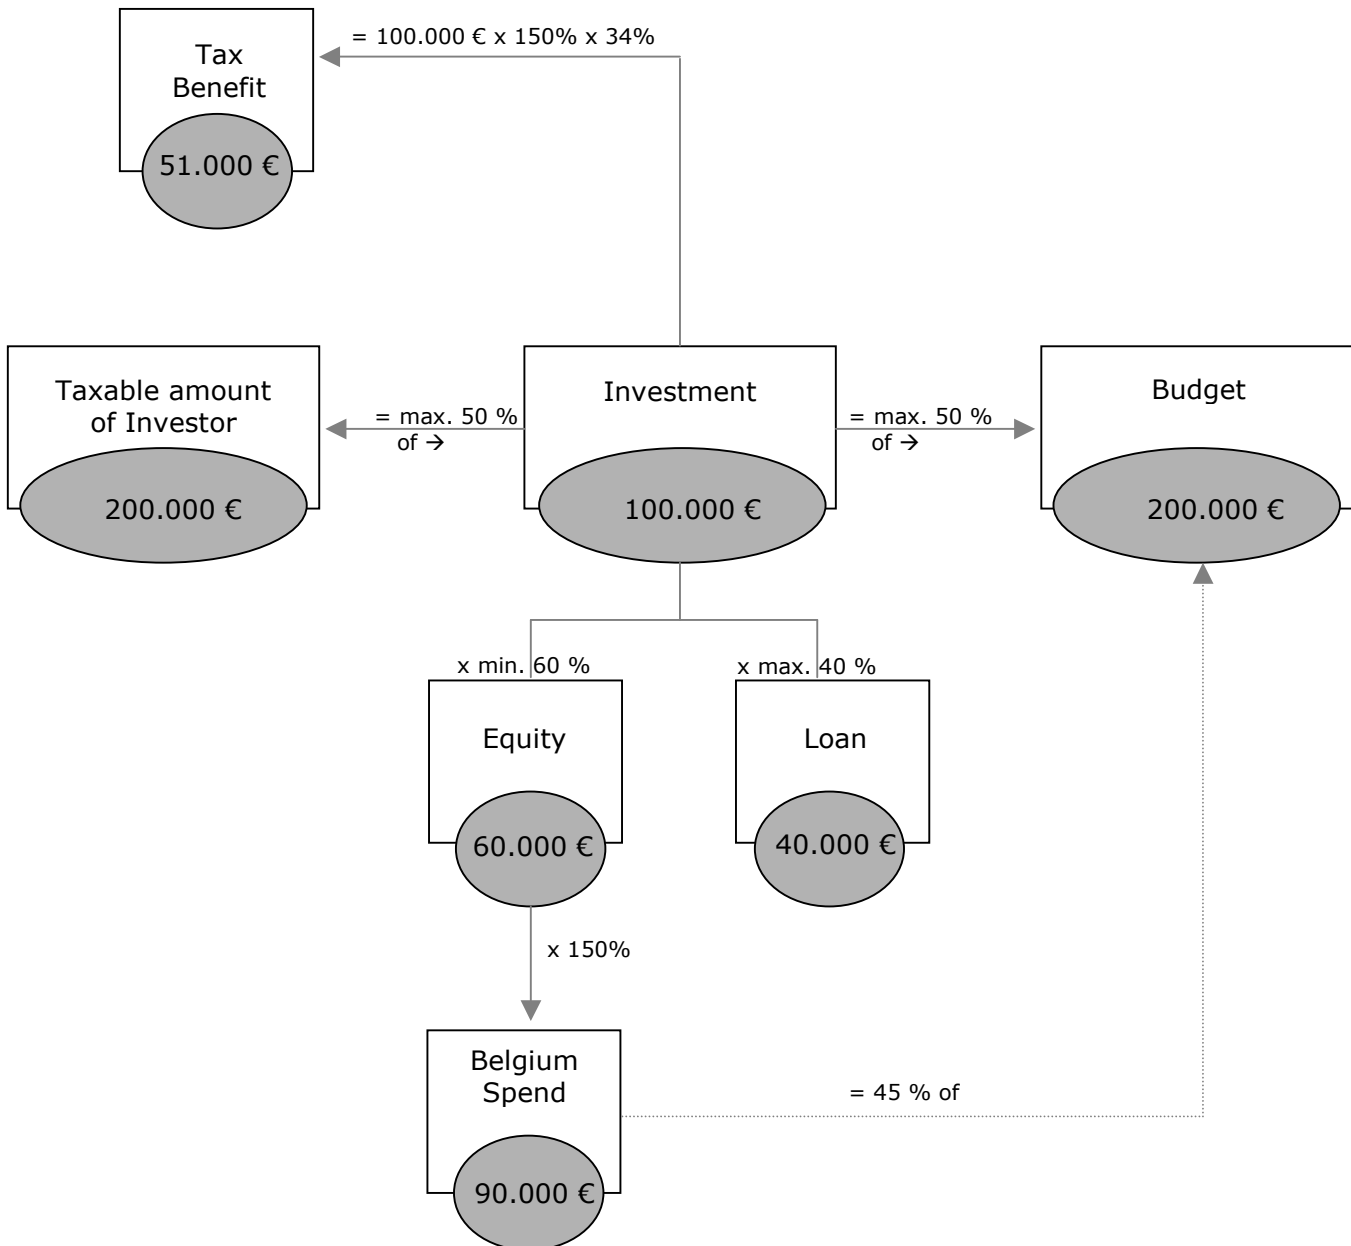 = 100.000 € x 150% x 34%
Tax
Benefit
51.000 €
Taxable amount
of Investor
200.000 €
= max. 50 %
of →
Investment
100.000 €
= max. 50 %
of →
Budget
200.000 €
x min. 60 %
x max. 40 %
Equity
60.000 €
Loan
40.000 €
x 150%
Belgium
Spend
90.000 €
= 45 % of